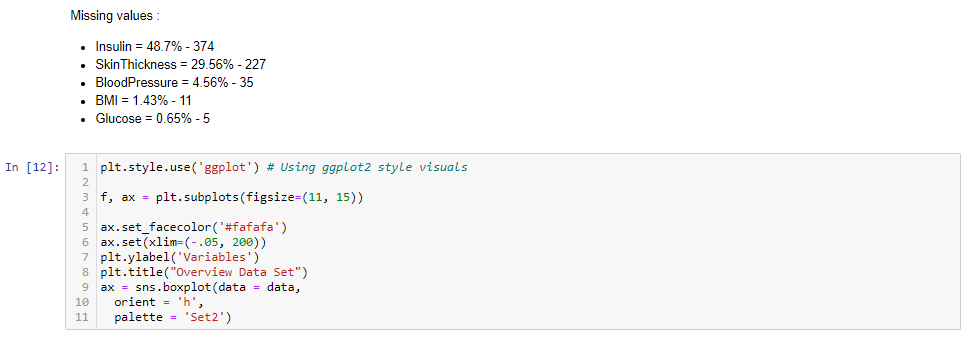 Missing values :
• Insulin = 48.7% - 374
• SkinThickness = 29.56% - 227
• BloodPressure = 4.56% - 35
• BMI = 1.43% - 11
• Glucose = 0.65% - 5
In [12]:
1 plt.style.use('ggplot') # Using ggplot2 style visuals
2
3 f, ax = plt.subplots(figsize=(11, 15))
4
5 ax.set_facecolor('#fafafa')
6 ax.set(xlim=(-.05, 200))
7 plt.ylabel('Variables')
8 plt.title("Overview Data Set")
9 ax = sns.boxplot(data = data,
10   orient = 'h',
11   palette = 'Set2')